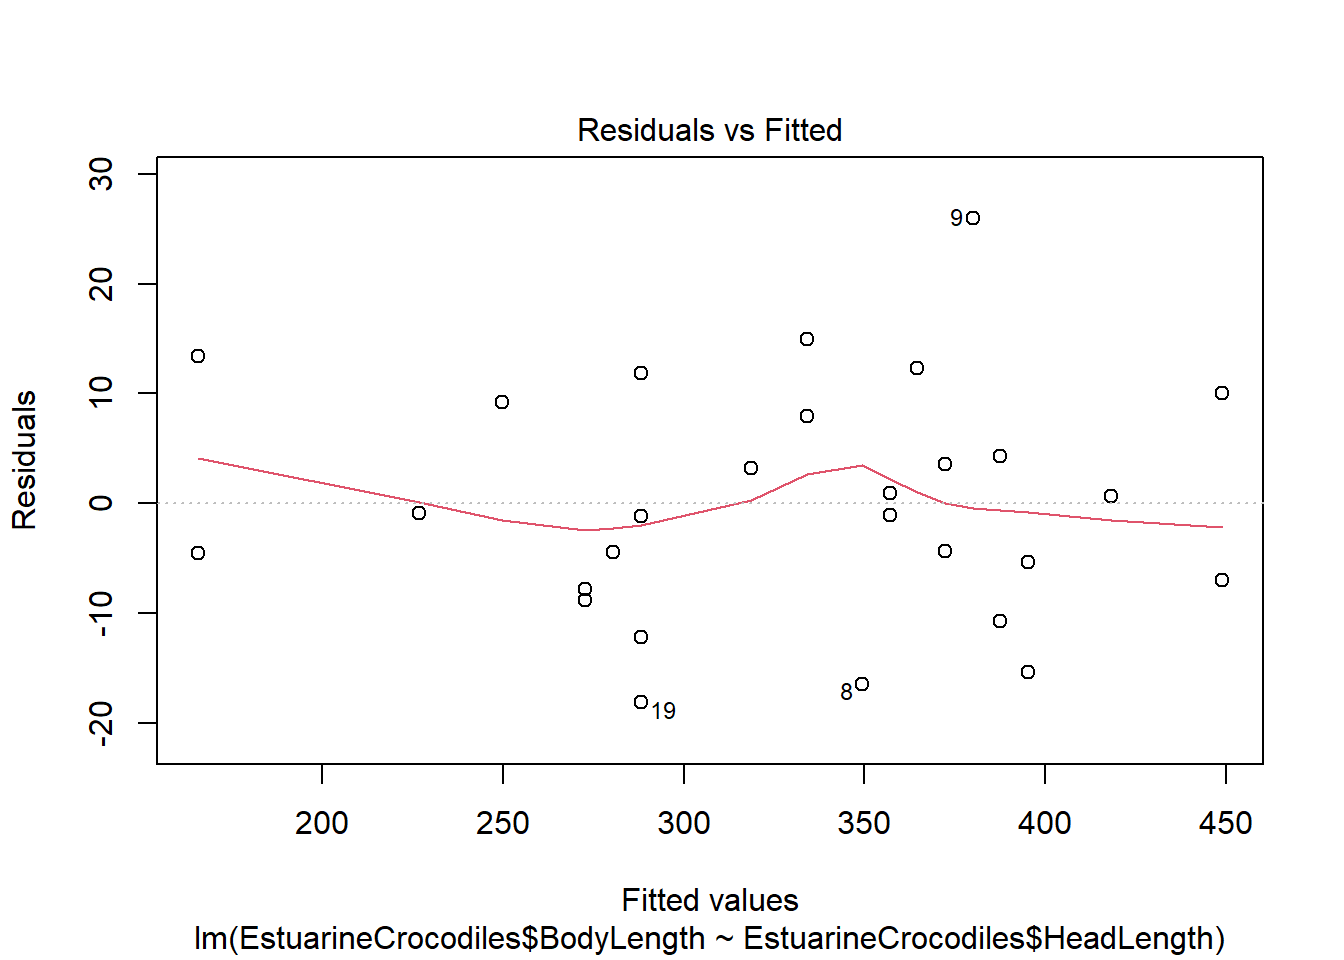 Residuals vs Fitted
30
20
10
0
-10
-20
Residuals
9
8
19
200 250 300 350 400 450
Fitted values
lm(EstuarineCrocodiles$BodyLength ~ EstuarineCrocodiles$HeadLength)